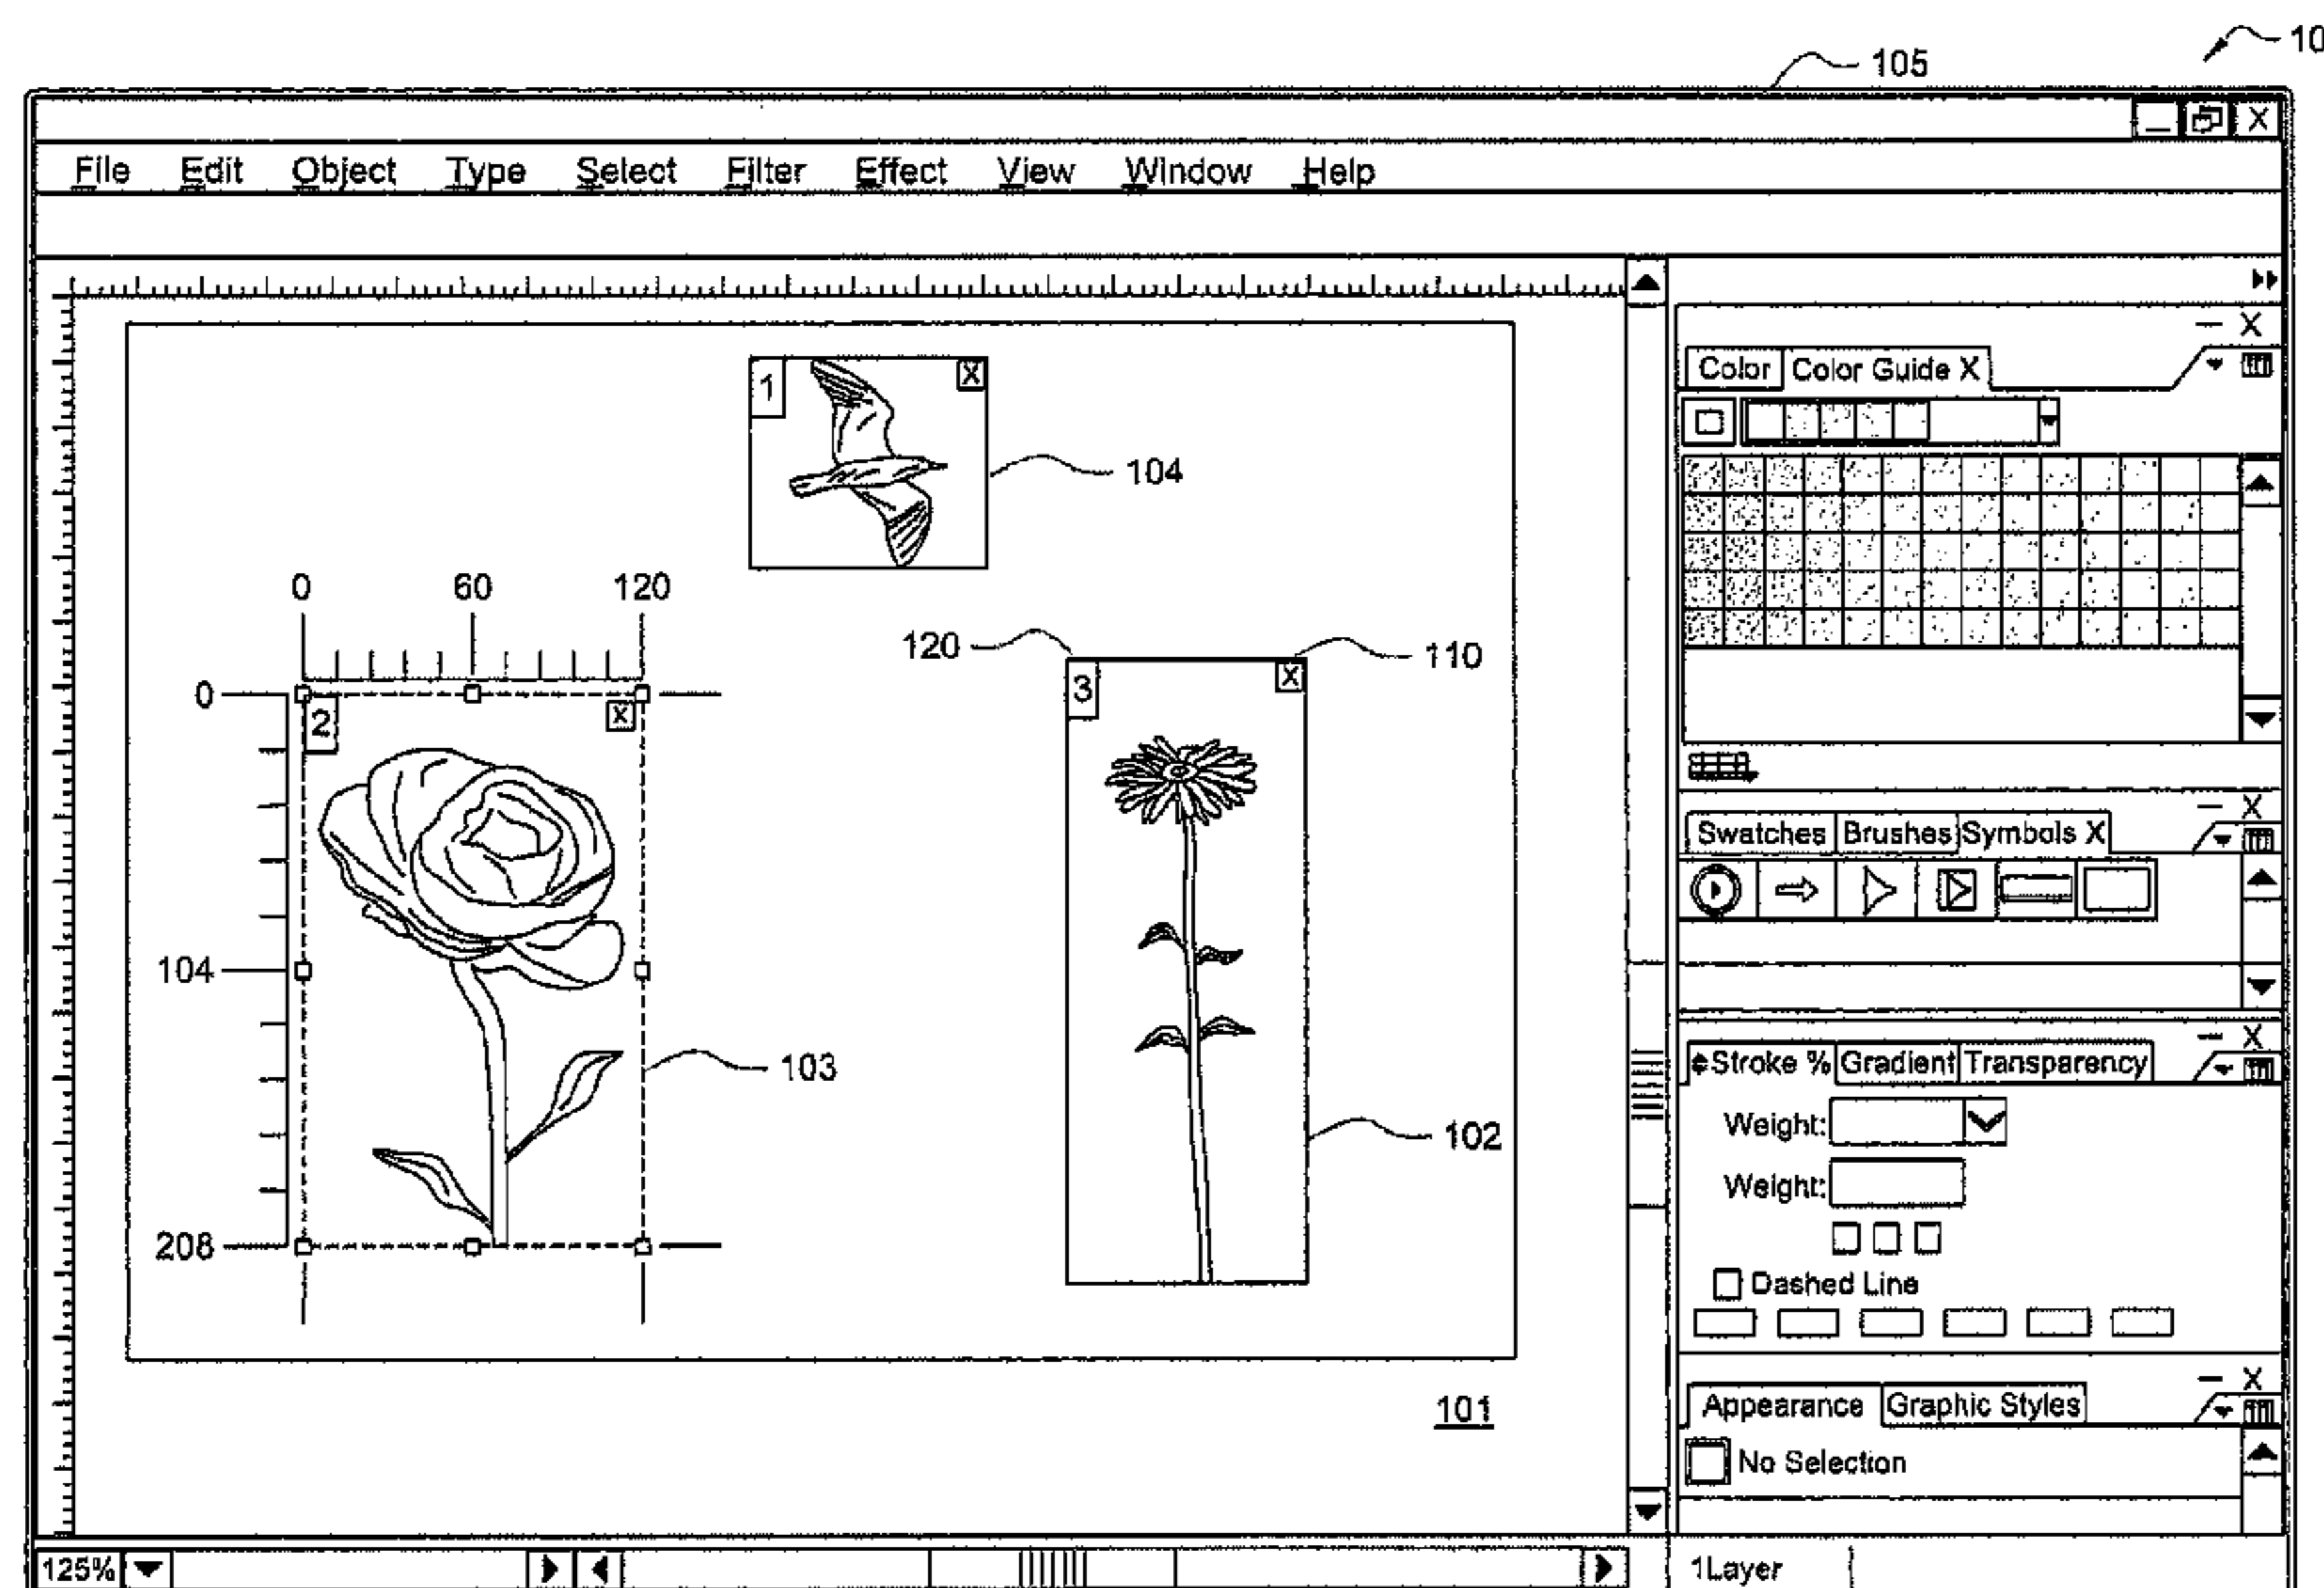 10
105
X
File Edit Object Type Select Filter Effect View Window Help
X
Color Color Guide X
1 X
104
0 60 120
120
110
0
2 X
3 X
X
Swatches Brushes Symbols X
104
103
X
Stroke % Gradient Transparency
Weight:
102
Weight:
208
Dashed Line
X
101
Appearance Graphic Styles
No Selection
125%
1Layer